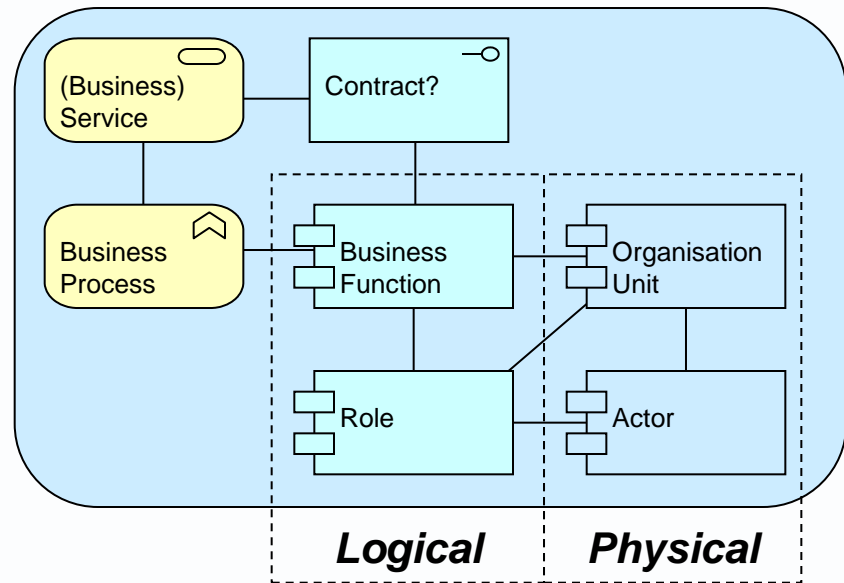 (Business)
Service
Contract?
Business
Process
Business
Function
Organisation
Unit
Role
Actor
Logical
Physical